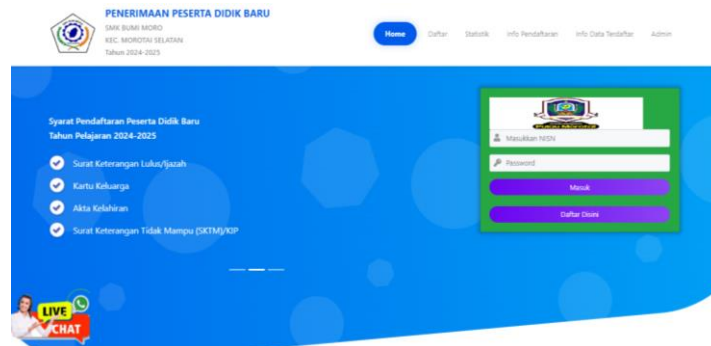 PENERIMAAN PESERTA DIDIK BARU
SMK BUMI MORO
KEC. MOROTAI SELATAN
Tahun 2024-2025
Home Daftar Statistik Info Pendaftaran Info Data Terdaftar Admin
Syarat Pendaftaran Peserta Didik Baru
Tahun Pelajaran 2024-2025
Surat Keterangan Lulus/Ijazah
Kartu Keluarga
Akta Kelahiran
Surat Keterangan Tidak Mampu (SKTM)/KIP
Masukkan NISN
Password
Masuk
Daftar Disini
LIVE
CHAT